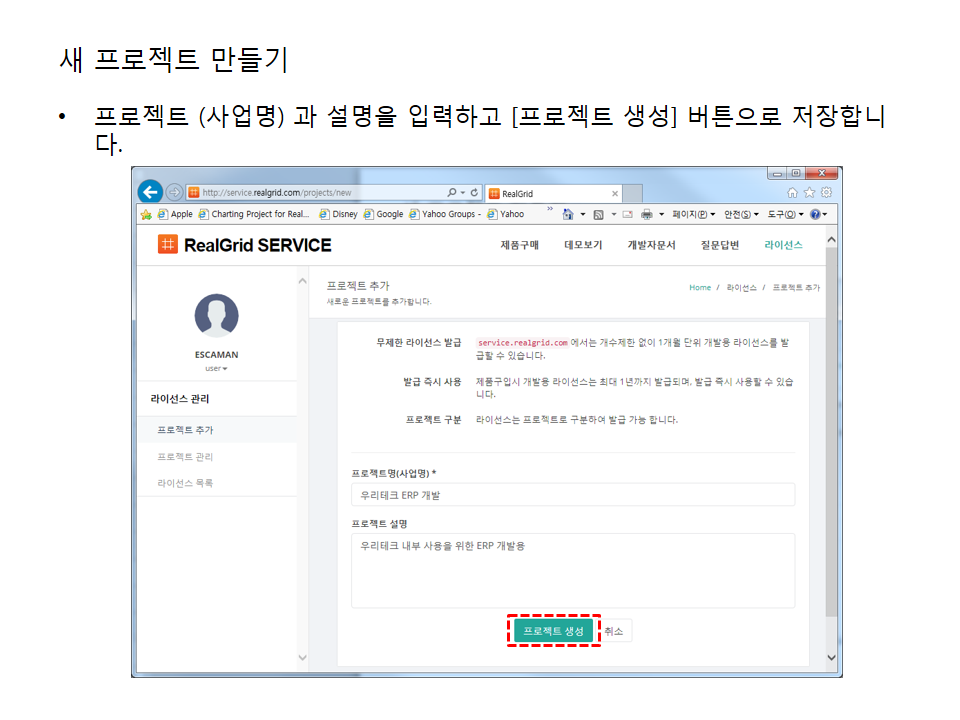 새 프로젝트 만들기
• 프로젝트 (사업명) 과 설명을 입력하고 [프로젝트 생성] 버튼으로 저장합니
다.
http://service.realgrid.com/projects/new
RealGrid
Apple Charting Project for Real... Disney Google Yahoo Groups - Yahoo » 페이지(P) 안전(S) 도구(O)
RealGrid SERVICE 제품구매 데모보기 개발자문서 질문답변 라이선스
ESCAMAN
user
라이선스 관리
프로젝트 추가
프로젝트 관리
라이선스 목록
프로젝트 추가
새로운 프로젝트를 추가합니다.
Home / 라이선스 / 프로젝트 추가
무제한 라이선스 발급 service.realgrid.com 에서는 개수제한 없이 1개월 단위 개발용 라이선스를 발
급할 수 있습니다.
발급 즉시 사용 제품구입시 개발용 라이선스는 최대 1년까지 발급되며, 발급 즉시 사용할 수 있습
니다.
프로젝트 구분 라이선스는 프로젝트로 구분하여 발급 가능 합니다.
프로젝트명(사업명) *
우리테크 ERP 개발
프로젝트 설명
우리테크 내부 사용을 위한 ERP 개발용
프로젝트 생성 취소